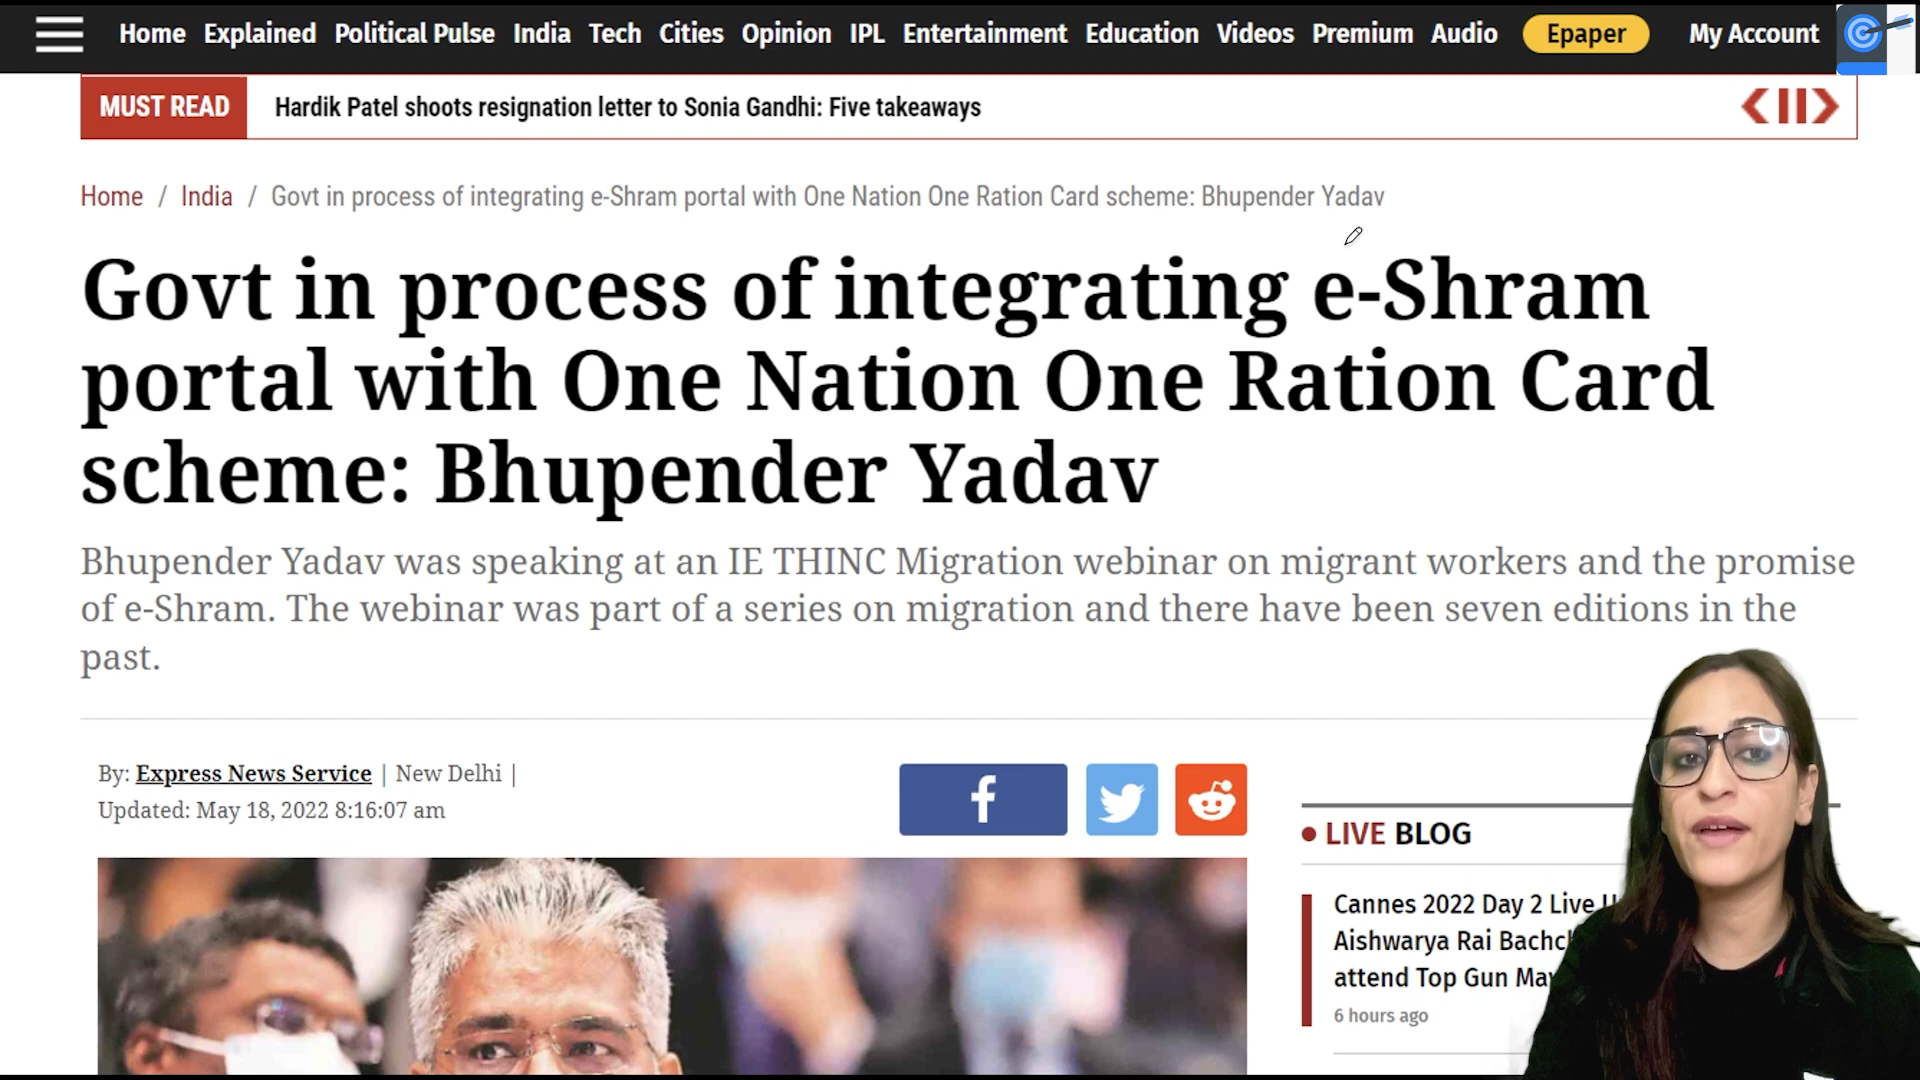 Home Explained Political Pulse India Tech Cities Opinion IPL Entertainment Education Videos Premium Audio Epaper My Account
MUST READ Hardik Patel shoots resignation letter to Sonia Gandhi: Five takeaways
Home / India / Govt in process of integrating e-Shram portal with One Nation One Ration Card scheme: Bhupender Yadav
Govt in process of integrating e-Shram
portal with One Nation One Ration Card
scheme: Bhupender Yadav
Bhupender Yadav was speaking at an IE THINC Migration webinar on migrant workers and the promise
of e-Shram. The webinar was part of a series on migration and there have been seven editions in the
past.
By: Express News Service | New Delhi |
Updated: May 18, 2022 8:16:07 am
LIVE BLOG
Cannes 2022 Day 2 Live
Aishwarya Rai
attend Top Gun
6 hours ago